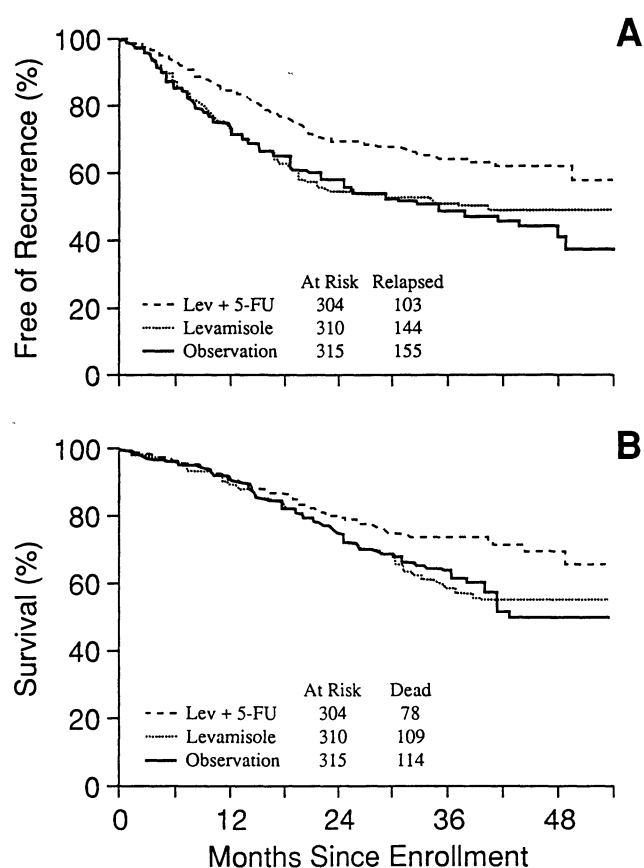 A
Free of Recurrence (%)
100
80
60
40
20
0
At Risk Relapsed
Lev + 5-FU 304 103
Levamisole 310 144
Observation 315 155
B
Survival (%)
100
80
60
40
20
0
At Risk Dead
Lev + 5-FU 304 78
Levamisole 310 109
Observation 315 114
0 12 24 36 48
Months Since Enrollment